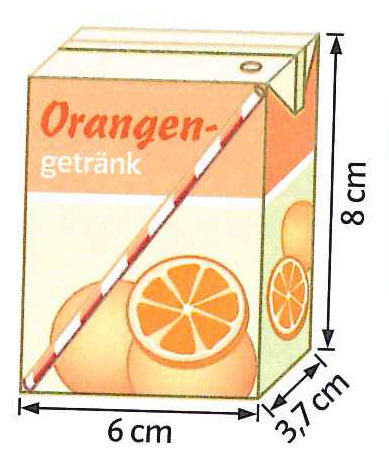 Orangen-
getränk
8 cm
3,7 cm
6 cm